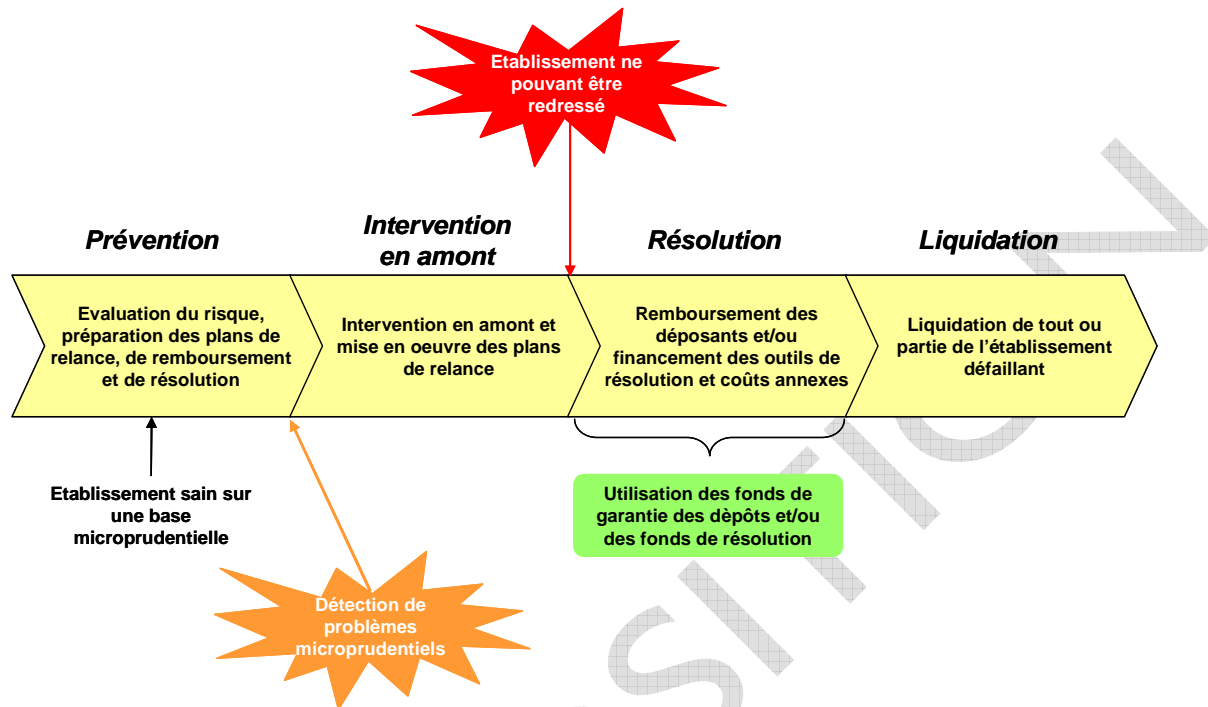 Etablissement ne
pouvant être
redressé
Prévention
Intervention
en amont
Résolution
Liquidation
Evaluation du risque,
préparation des plans de
relance, de remboursement
et de résolution
Intervention en amont et
mise en oeuvre des plans
de relance
Remboursement des
déposants et/ou
financement des outils de
résolution et coûts annexes
Liquidation de tout ou
partie de l'établissement
défaillant
Etablissement sain sur
une base
microprudentielle
Utilisation des fonds de
garantie des dèpôts et/ou
des fonds de résolution
Détection de
problèmes
microprudentiels
SITION